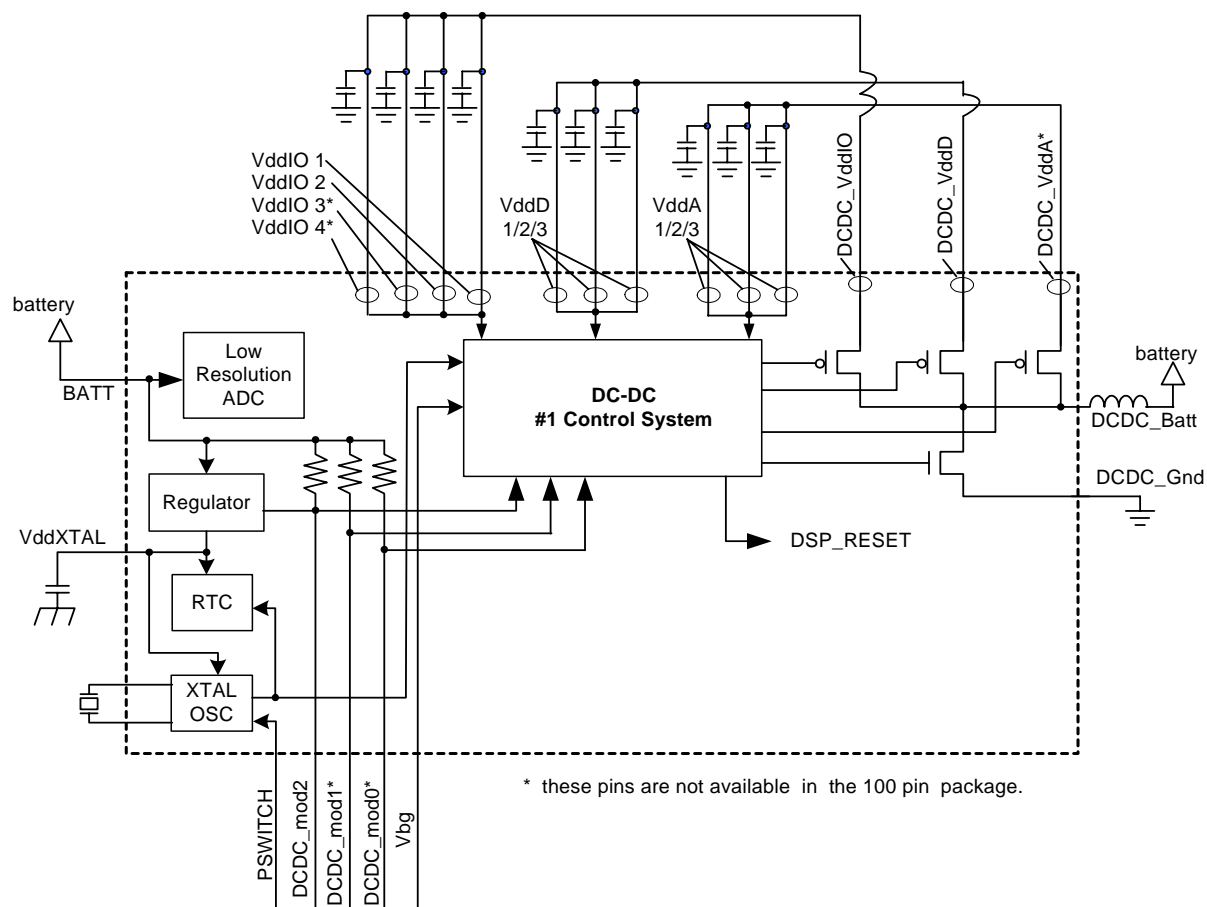 VddIO 1
VddIO 2
VddIO 3*
VddIO 4*
VddD
1/2/3
VddA
1/2/3
DCDC_VddIO
DCDC_VddD
DCDC_VddA*
battery
BATT
Low
Resolution
ADC
DC-DC
#1 Control System
battery
DCDC_Batt
DCDC_Gnd
Regulator
VddXTAL
DSP_RESET
RTC
XTAL
OSC
PSWITCH
DCDC_mod2
DCDC_mod1*
DCDC_mod0*
Vbg
* these pins are not available in the 100 pin package.